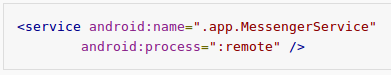 <service android:name=".app.MessengerService"
android:process=":remote" />